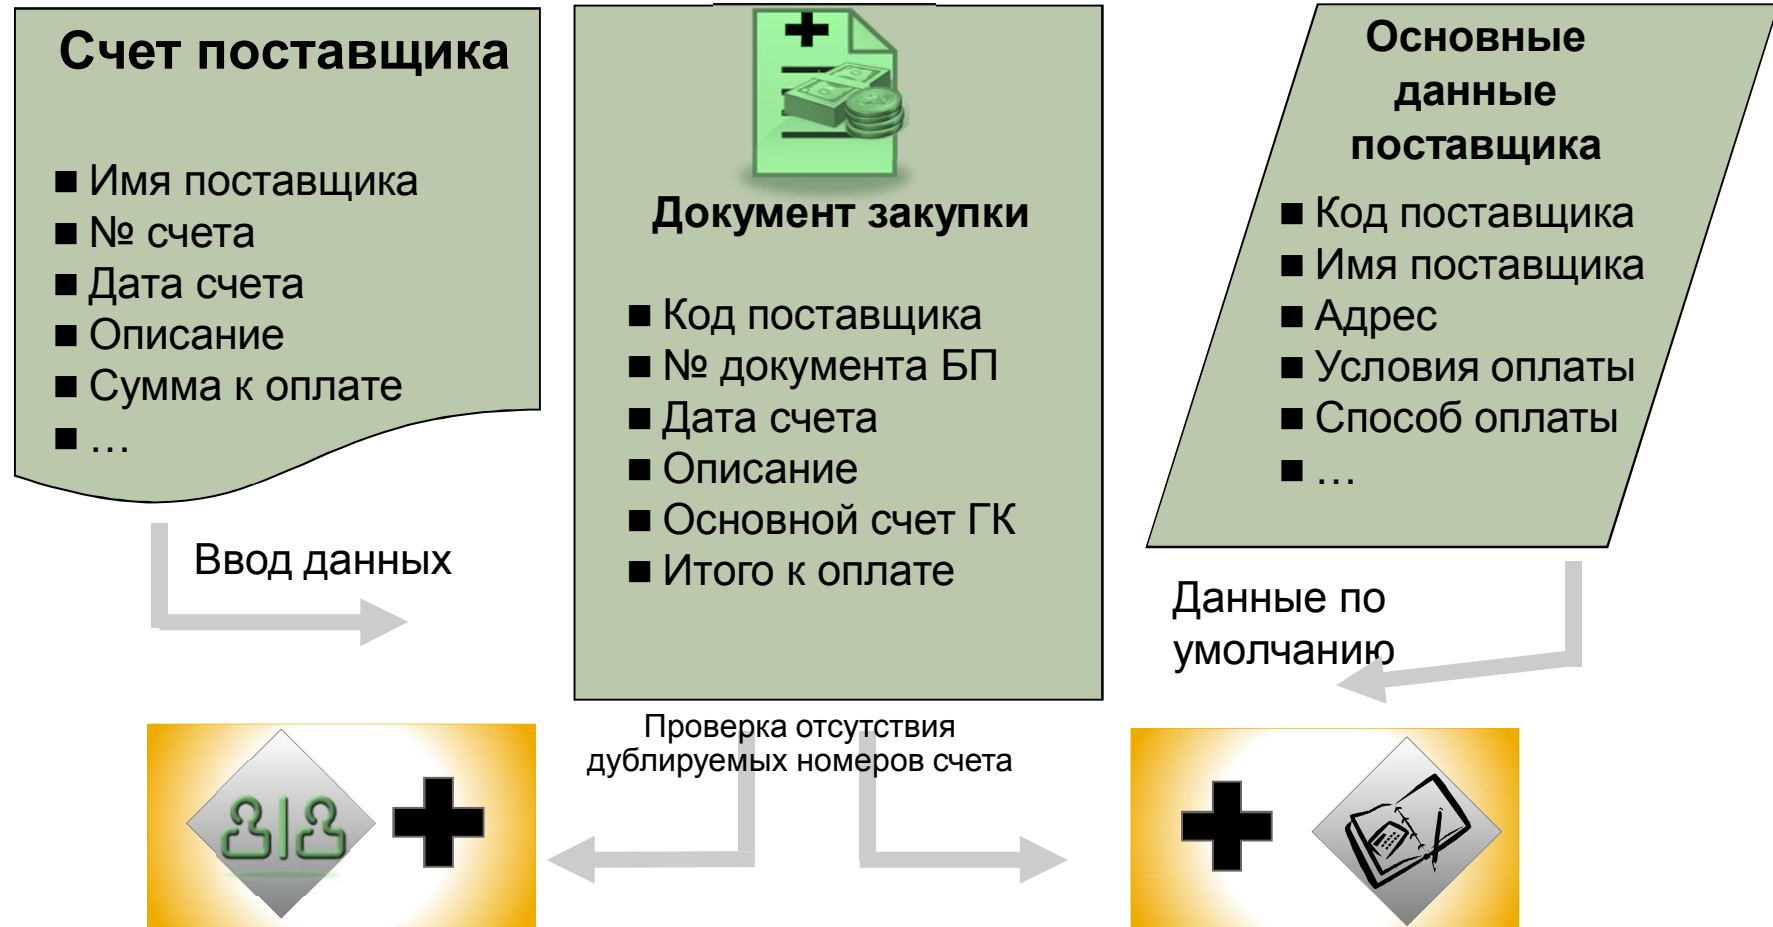 Счет поставщика
■ Имя поставщика
■ № счета
■ Дата счета
■ Описание
■ Сумма к оплате
■ …
Ввод данных
Документ закупки
■ Код поставщика
■ № документа БП
■ Дата счета
■ Описание
■ Основной счет ГК
■ Итого к оплате
Проверка отсутствия
дублируемых номеров счета
Основные
данные
поставщика
■ Код поставщика
■ Имя поставщика
■ Адрес
■ Условия оплаты
■ Способ оплаты
■ …
Данные по
умолчанию